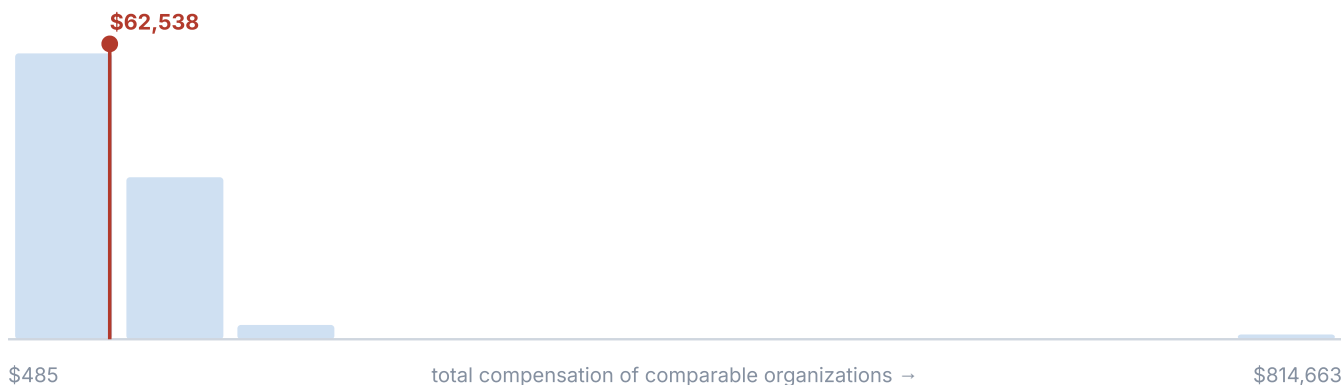 $62,538
$485 total compensation of comparable organizations → $814,663